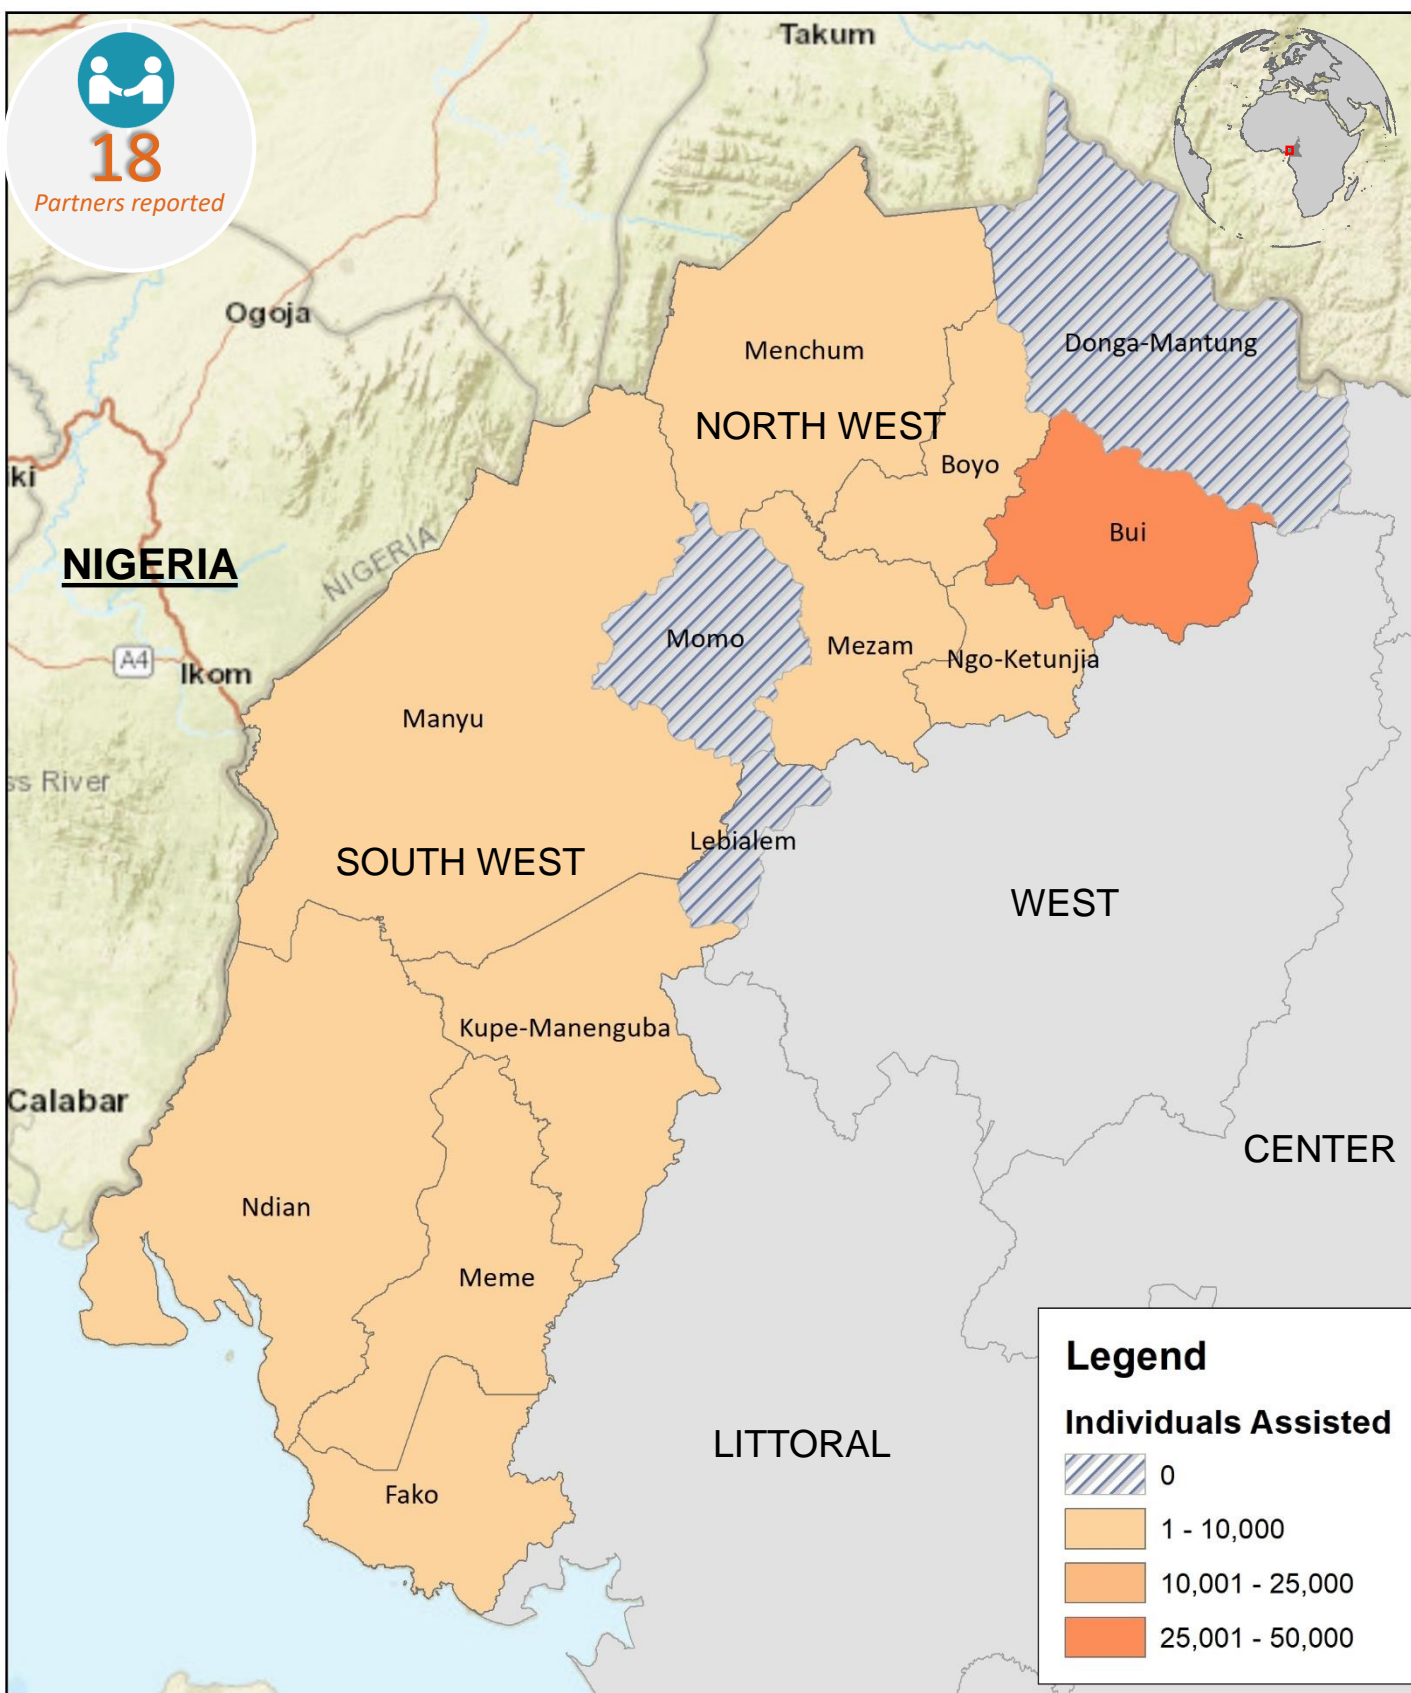 Takum
18
Partners reported
Ogoja
Menchum
Donga-Mantung
NORTH WEST
Boyo
iki
Bui
NIGERIA
NIGERIA
Momo
Mezam
Ngo-Ketunjia
A4
Ikom
Manyu
ss River
Lebialem
SOUTH WEST
WEST
Kupe-Manenguba
Calabar
CENTER
Ndian
Meme
Legend
Individuals Assisted
LITTORAL
0
Fako
1 - 10,000
10,001 - 25,000
25,001 - 50,000